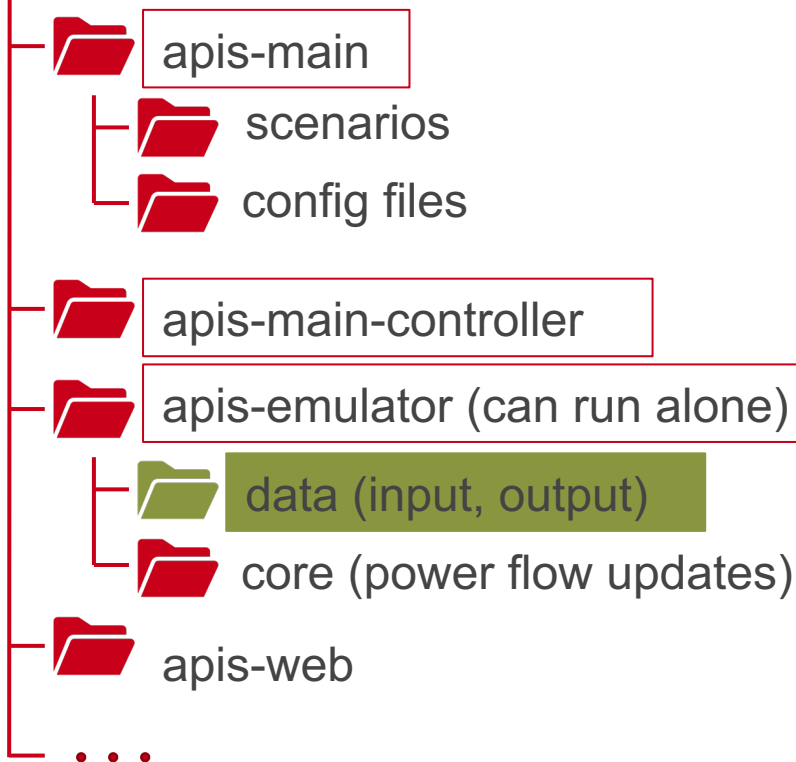 apis-main
scenarios
config files
apis-main-controller
apis-emulator (can run alone)
data (input, output)
core (power flow updates)
apis-web
...